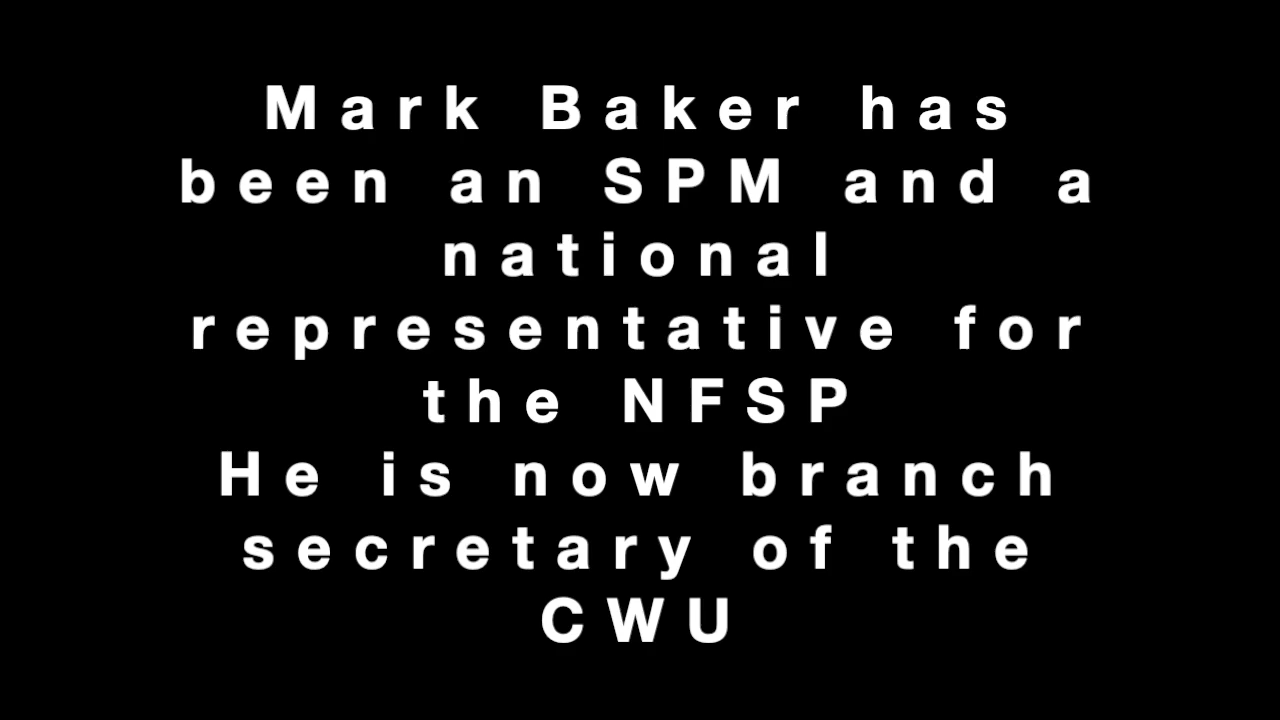 Mark Baker has
been an SPM and a
national
representative for
the NFSP
He is now branch
secretary of the
CWU